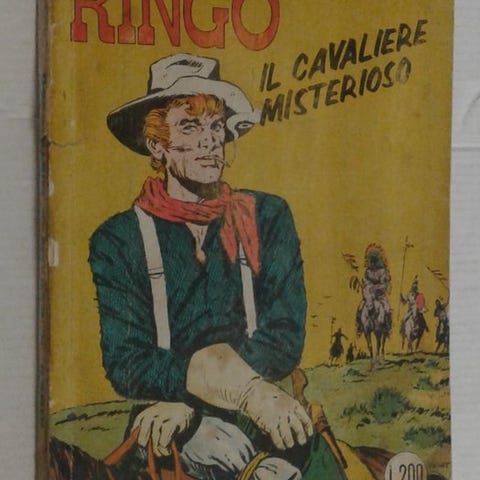 RINGO
IL CAVALIERE
MISTERIOSO
L.200